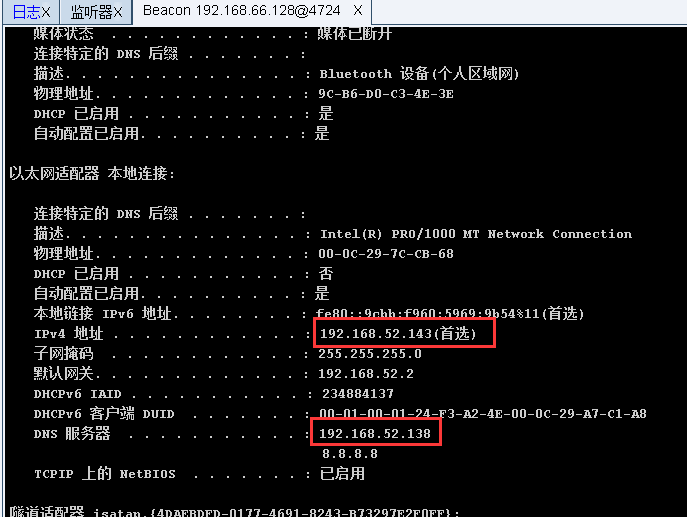 日志X 监听器X Beacon 192.168.66.128@4724 X
媒体状态 . . . . . . . . . . . . : 媒体已断开
连接特定的 DNS 后缀 . . . . . . . :
描述. . . . . . . . . . . . . . . : Bluetooth 设备(个人区域网)
物理地址. . . . . . . . . . . . . : 9C-B6-D0-C3-4E-3E
DHCP 已启用 . . . . . . . . . . . : 是
自动配置已启用. . . . . . . . . . : 是
以太网适配器 本地连接:
连接特定的 DNS 后缀 . . . . . . . :
描述. . . . . . . . . . . . . . . : Intel(R) PRO/1000 MT Network Connection
物理地址. . . . . . . . . . . . . : 00-0C-29-7C-CB-68
DHCP 已启用 . . . . . . . . . . . : 否
自动配置已启用. . . . . . . . . . : 是
本地链接 IPv6 地址. . . . . . . . : fe80::9cbb:f960:5969:9b54%11(首选)
IPv4 地址 . . . . . . . . . . . . : 192.168.52.143(首选)
子网掩码 . . . . . . . . . . . . : 255.255.255.0
默认网关. . . . . . . . . . . . . : 192.168.52.2
DHCPv6 IAID . . . . . . . . . . . : 234884137
DHCPv6 客户端 DUID . . . . . . . : 00-01-00-01-24-F3-A2-4E-00-0C-29-A7-C1-A8
DNS 服务器 . . . . . . . . . . . : 192.168.52.138
8.8.8.8
TCPIP 上的 NetBIOS . . . . . . . : 已启用
隧道适配器 isatap.{4DAEBDFD-0177-4691-8243-B73297E2F0FF}: